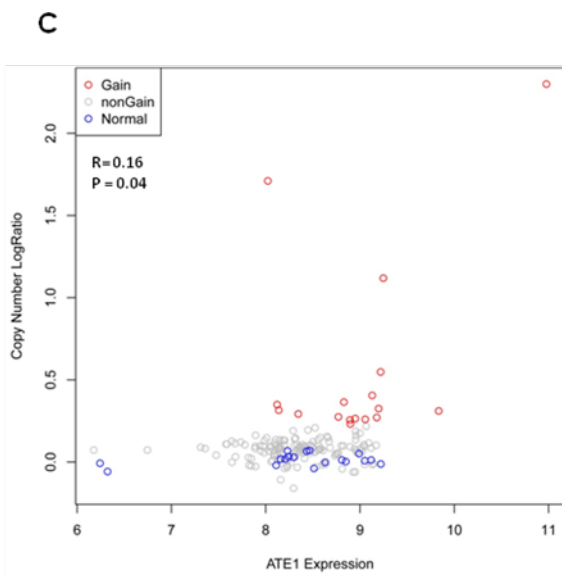 C
Gain
nonGain
Normal
R=0.16
P = 0.04
Copy Number LogRatio
2.0
1.5
1.0
0.5
0.0
6 7 8 9 10 11
ATE1 Expression